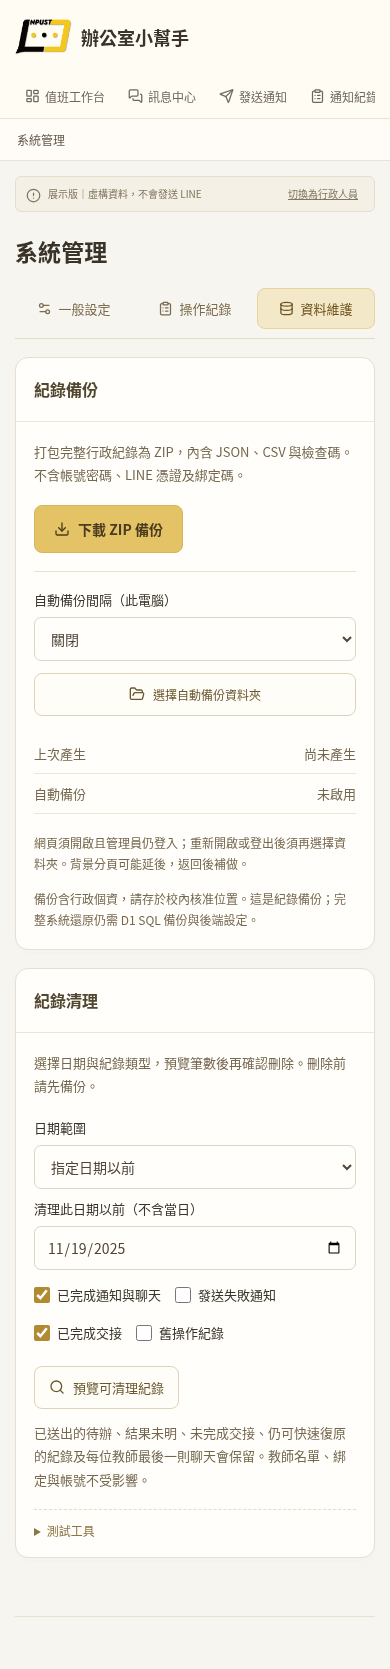 NPUST
辦公室小幫手
值班工作台 訊息中心 發送通知 通知紀錄
系統管理
展示版｜虛構資料，不會發送 LINE 切換為行政人員
系統管理
一般設定 操作紀錄 資料維護
紀錄備份
打包完整行政紀錄為 ZIP，內含 JSON、CSV 與檢查碼。
不含帳號密碼、LINE 憑證及綁定碼。
下載 ZIP 備份
自動備份間隔（此電腦）
關閉
選擇自動備份資料夾
上次產生 尚未產生
自動備份 未啟用
網頁須開啟且管理員仍登入；重新開啟或登出後須再選擇資
料夾。背景分頁可能延後，返回後補做。
備份含行政個資，請存於校內核准位置。這是紀錄備份；完
整系統還原仍需 D1 SQL 備份與後端設定。
紀錄清理
選擇日期與紀錄類型，預覽筆數後再確認刪除。刪除前
請先備份。
日期範圍
指定日期以前
清理此日期以前（不含當日）
11/19/2025
已完成通知與聊天 發送失敗通知
已完成交接 舊操作紀錄
預覽可清理紀錄
已送出的待辦、結果未明、未完成交接、仍可快速復原
的紀錄及每位教師最後一則聊天會保留。教師名單、綁
定與帳號不受影響。
測試工具